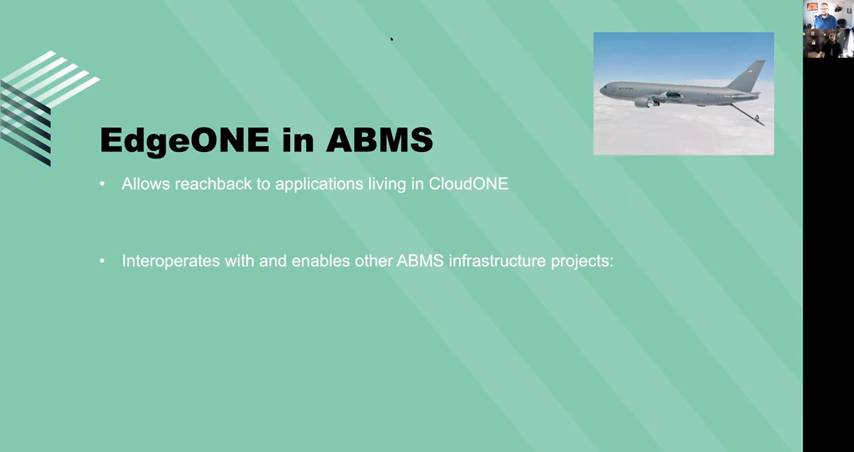 EdgeONE in ABMS
• Allows reachback to applications living in CloudONE
• Interoperates with and enables other ABMS infrastructure projects: